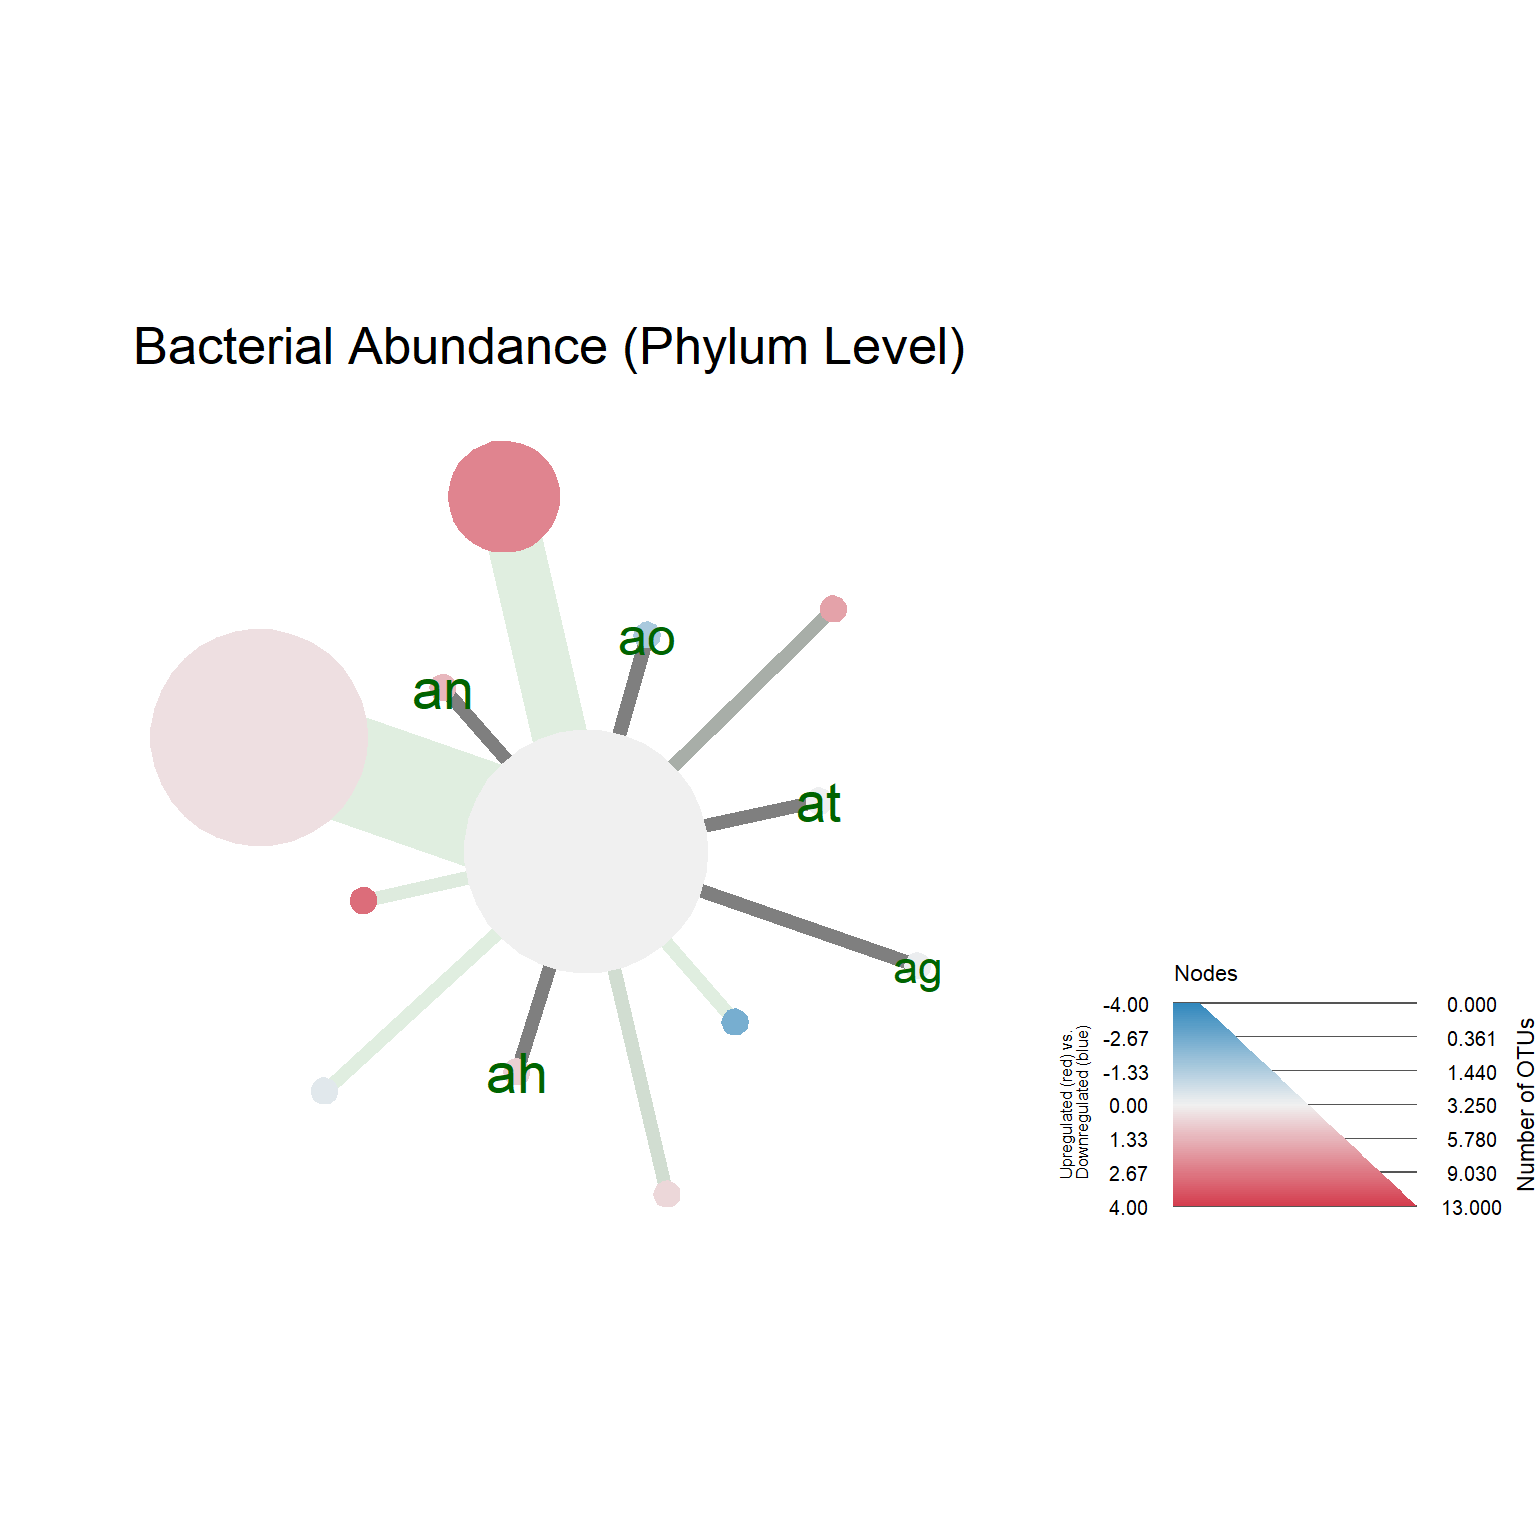 Bacterial Abundance (Phylum Level)
ao
an
at
ag
ah
Nodes
-4.00 0.000
-2.67 0.361
-1.33 1.440
0.00 3.250
1.33 5.780
2.67 9.030
4.00 13.000
Upregulated (red) vs.
Downregulated (blue)
Number of OTUs